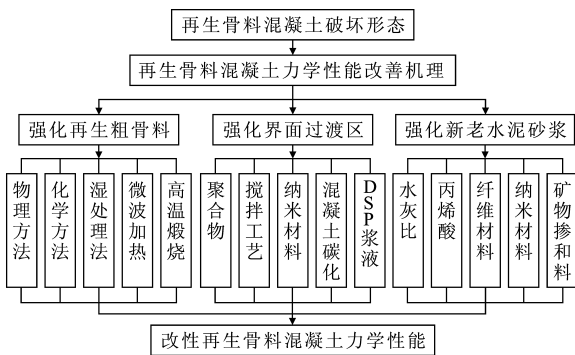 再生骨料混凝土破坏形态
再生骨料混凝土力学性能改善机理
强化再生粗骨料
强化界面过渡区
强化新老水泥砂浆
物理方法
化学方法
湿处理法
微波加热
高温煅烧
聚合物
搅拌工艺
纳米材料
混凝土碳化
DSP浆液
水灰比
丙烯酸
纤维材料
纳米材料
矿物掺和料
改性再生骨料混凝土力学性能